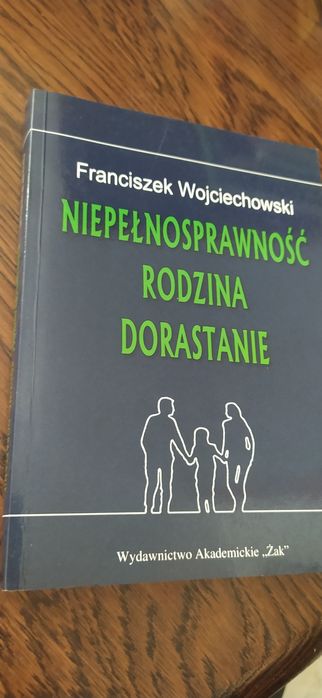 Franciszek Wojciechowski
NIEPEŁNOSPRAWNOŚĆ
RODZINA
DORASTANIE
Wydawnictwo Akademickie „Żak”